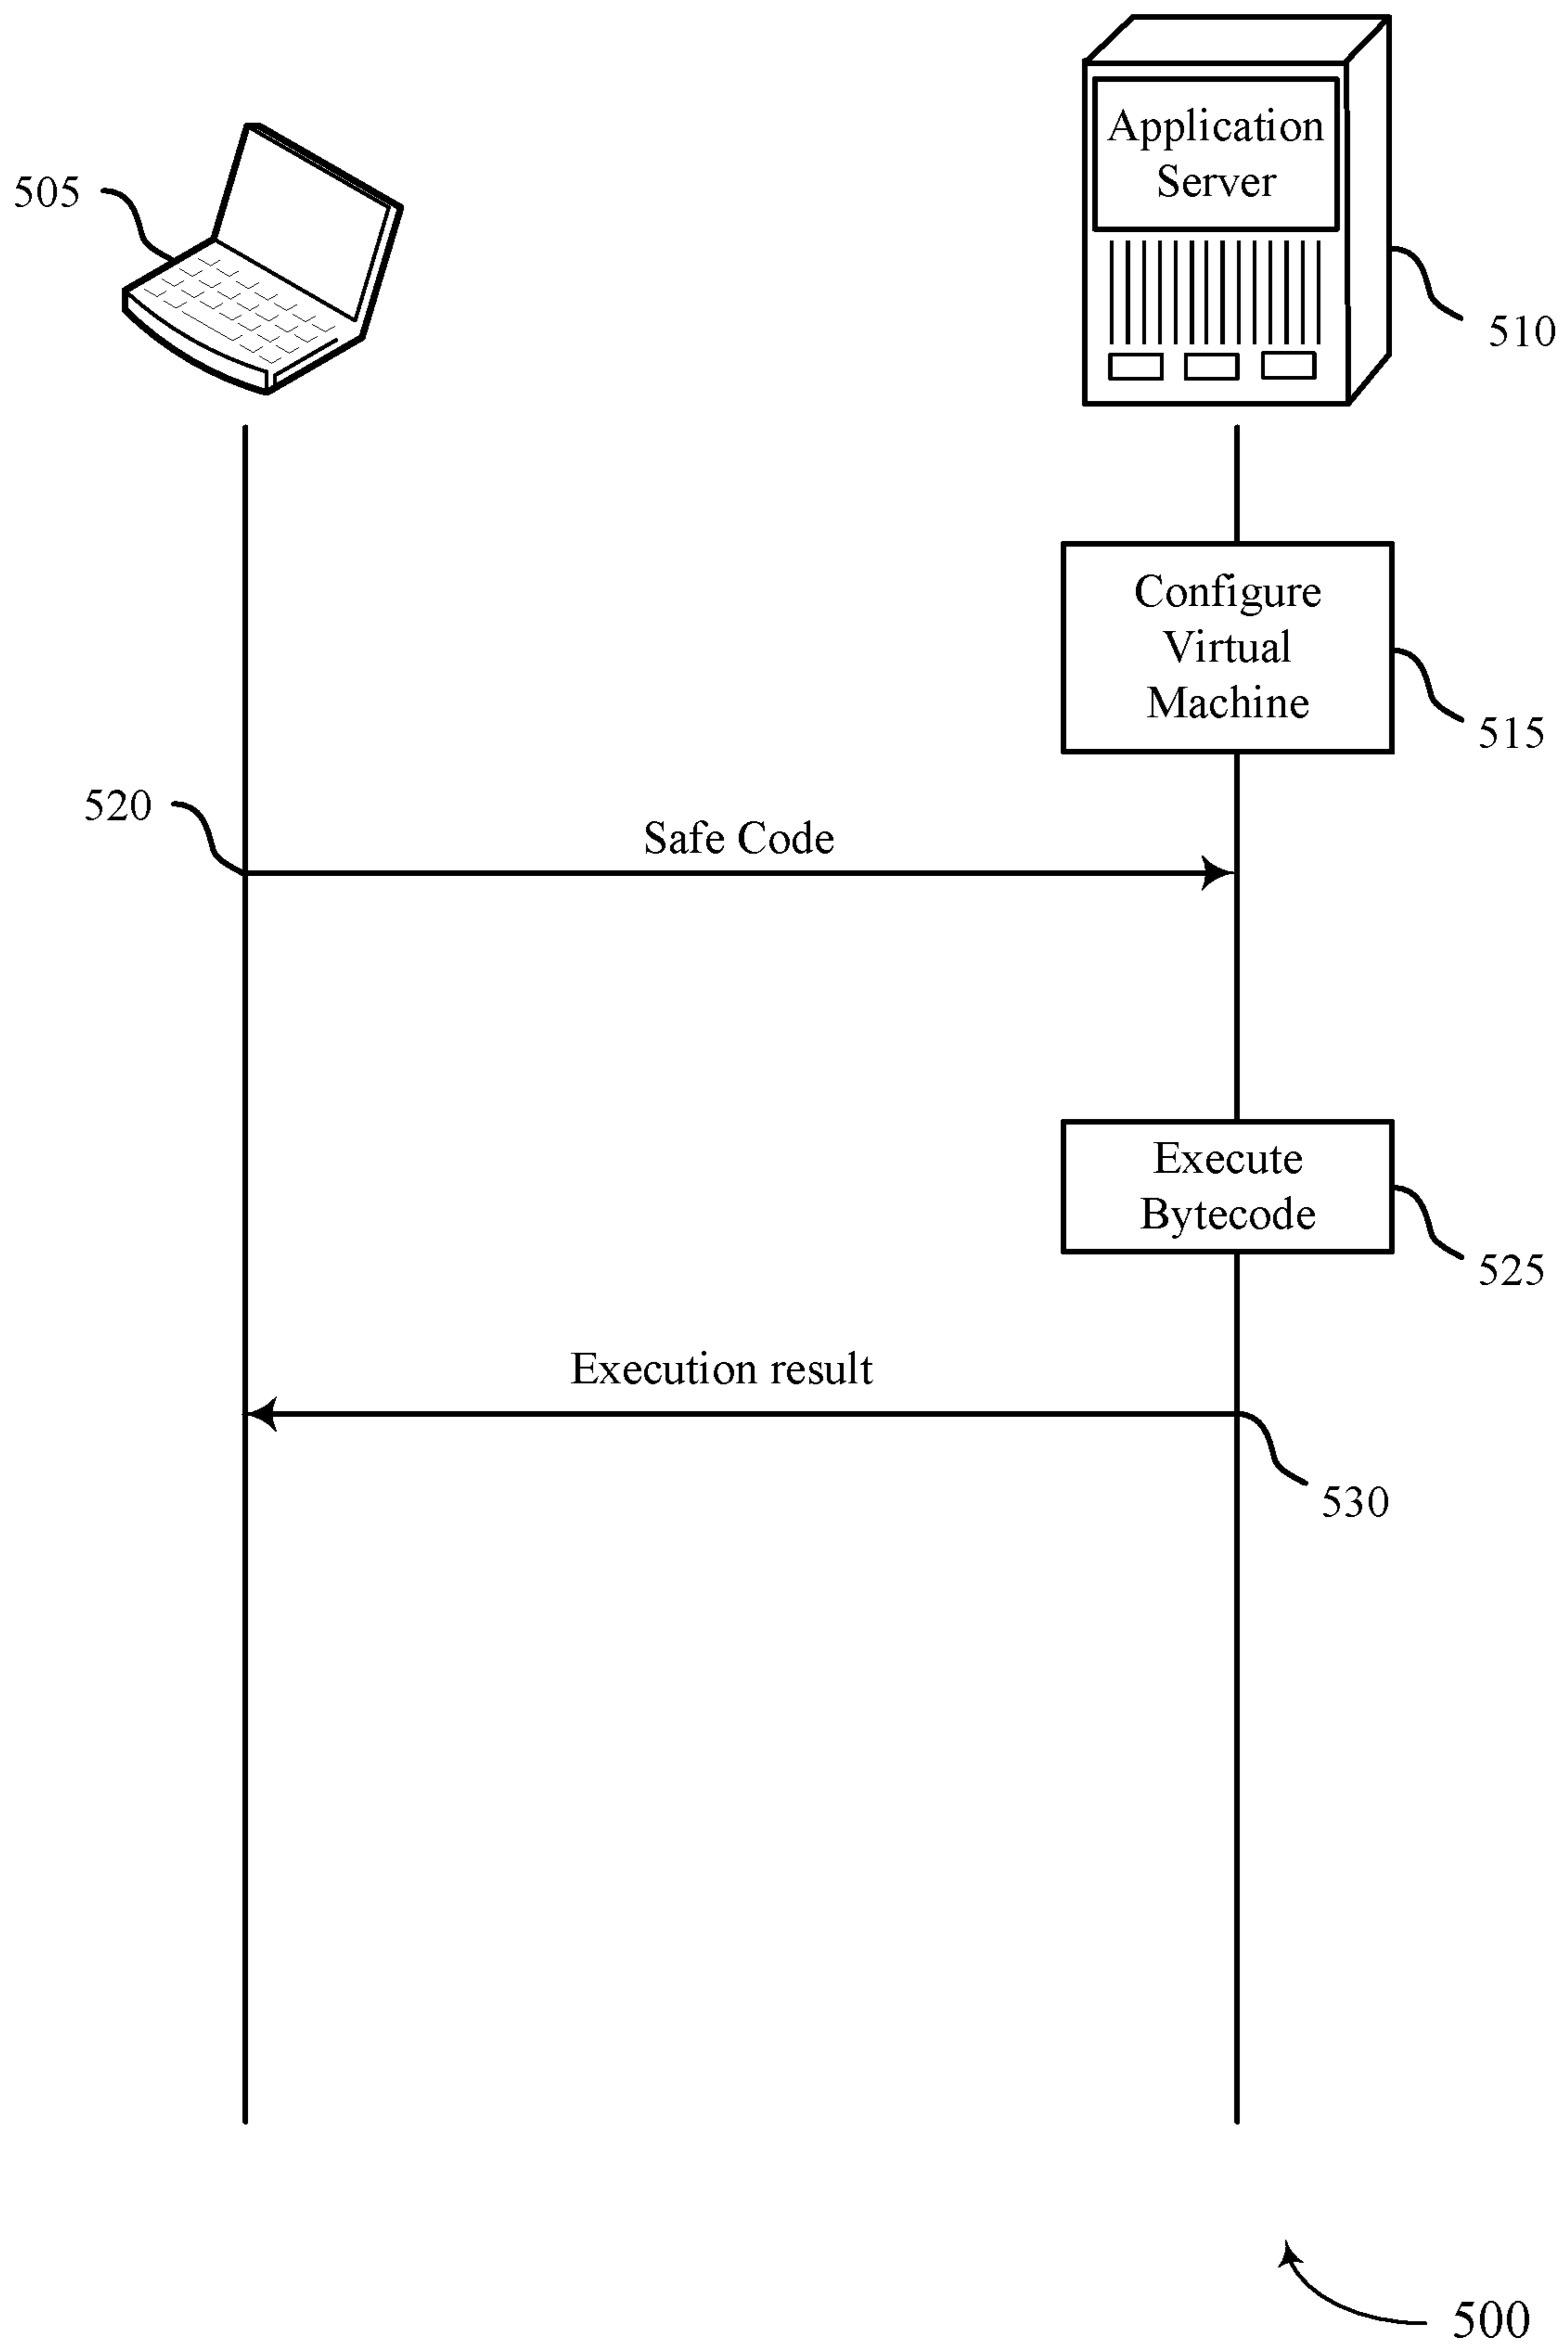 Application
Server
505
510
Configure
Virtual
Machine
515
520
Safe Code
Execute
Bytecode
525
Execution result
530
500